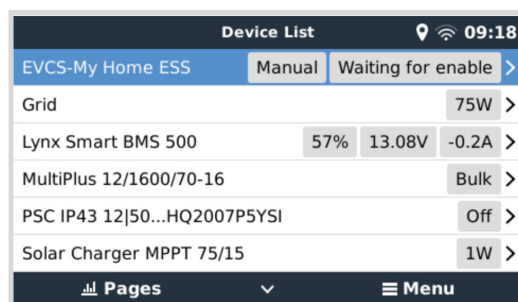 Device List 09:18
EVCS-My Home ESS Manual Waiting for enable
Grid 75W
Lynx Smart BMS 500 57% 13.08V -0.2A
MultiPlus 12/1600/70-16 Bulk
PSC IP43 12|50...HQ2007P5YSI Off
Solar Charger MPPT 75/15 1W
Pages Menu